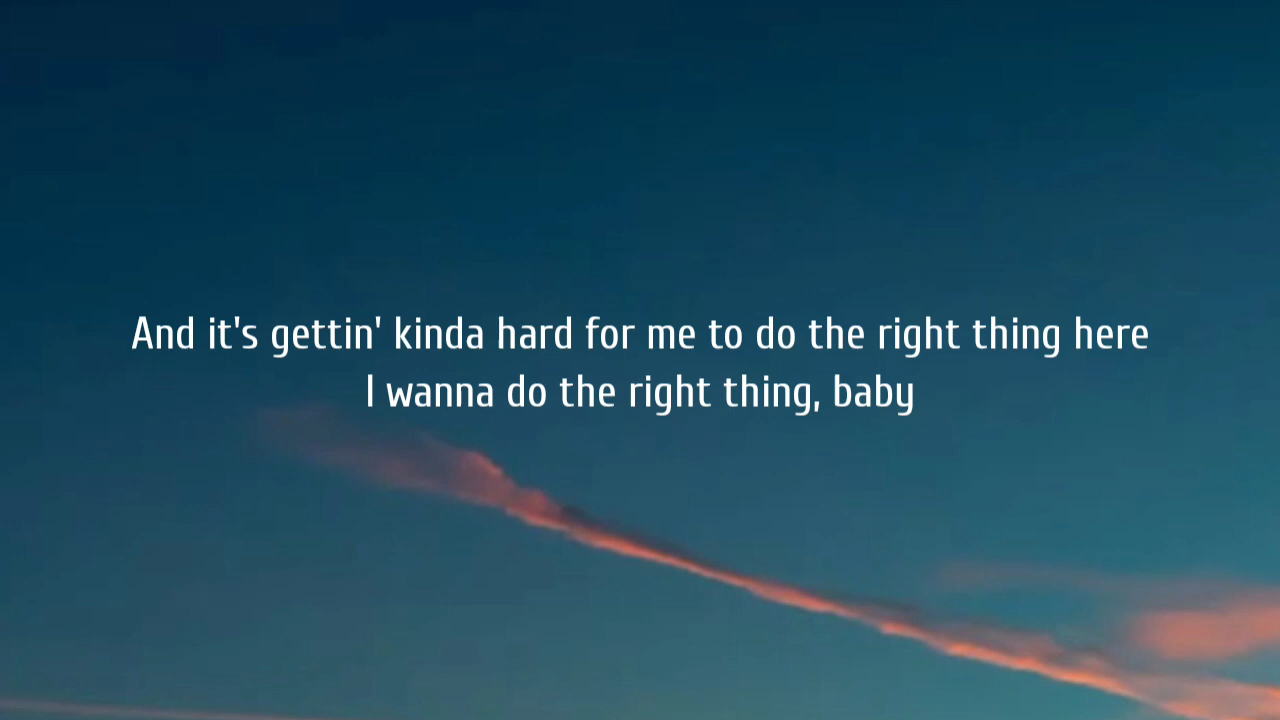 And it's gettin' kinda hard for me to do the right thing here
I wanna do the right thing, baby